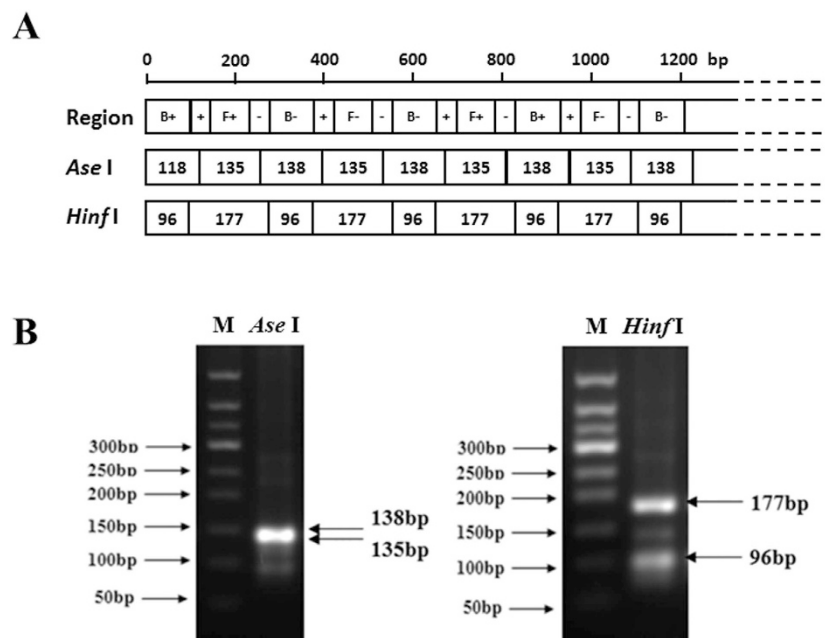 A
0 200 400 600 800 1000 1200 bp
Region B+ + F+ - B- + F- - B- + F+ - B+ + F- - B-
Ase I 118 135 138 135 138 135 138 135 138
Hinf I 96 177 96 177 96 177 96 177 96
B
M Ase I M Hinf I
300bp 300bp
250bp 250bp
200bp 200bp 177bp
150bp 138bp 150bp
135bp
100bp 100bp 96bp
50bp 50bp